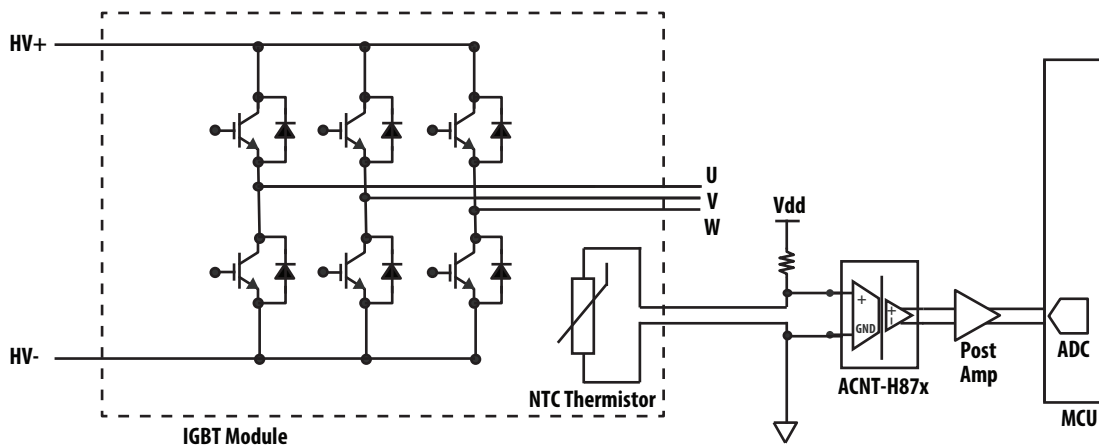 HV+
U
V
W
Vdd
+
GND
+
−
HV-
NTC Thermistor
IGBT Module
ACNT-H87x
Post
Amp
ADC
MCU